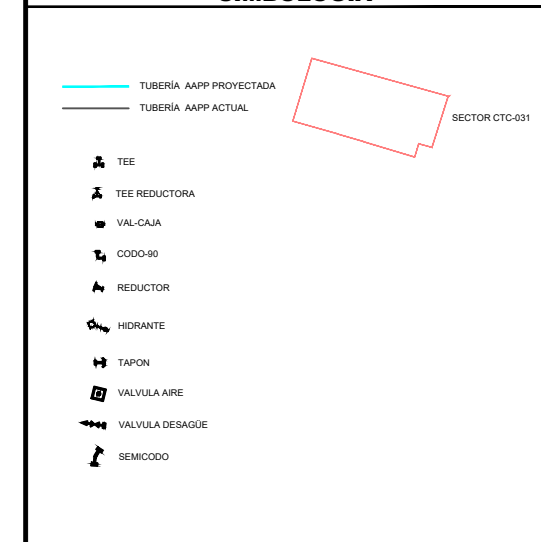 TUBERÍA AAPP PROYECTADA
TUBERÍA AAPP ACTUAL
SECTOR CTC-031
TEE
TEE REDUCTORA
VAL-CAJA
CODO-90
REDUCTOR
HIDRANTE
TAPON
VALVULA AIRE
VALVULA DESAGÜE
SEMICODO